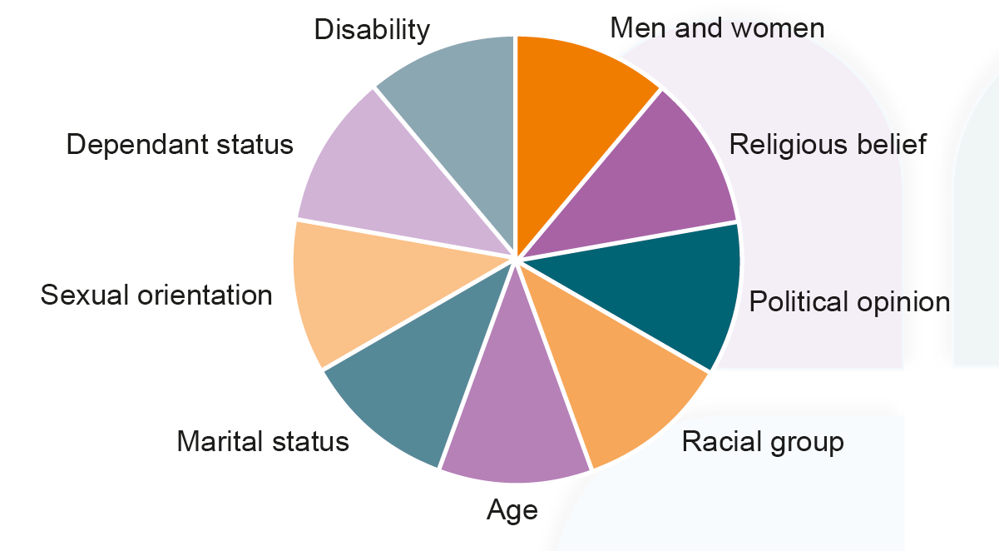 Disability
Men and women
Dependant status
Religious belief
Sexual orientation
Political opinion
Marital status
Racial group
Age